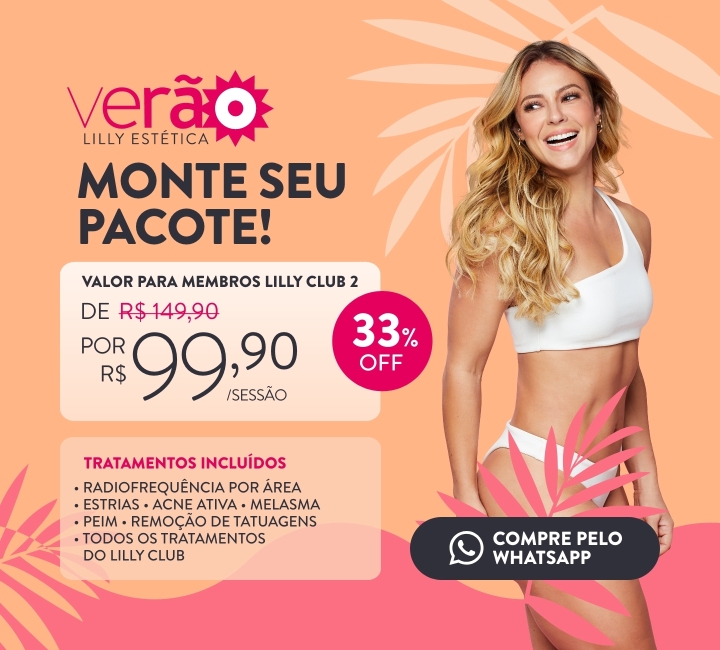 verão
LILLY ESTÉTICA
MONTE SEU
PACOTE!
VALOR PARA MEMBROS LILLY CLUB 2
DE R$ 149,90
POR R$ 99,90
/SESSÃO
33% OFF
TRATAMENTOS INCLUÍDOS
• RADIOFREQUÊNCIA POR ÁREA
• ESTRIAS • ACNE ATIVA • MELASMA
• PEIM • REMOÇÃO DE TATUAGENS
• TODOS OS TRATAMENTOS
DO LILLY CLUB
COMPRE PELO
WHATSAPP